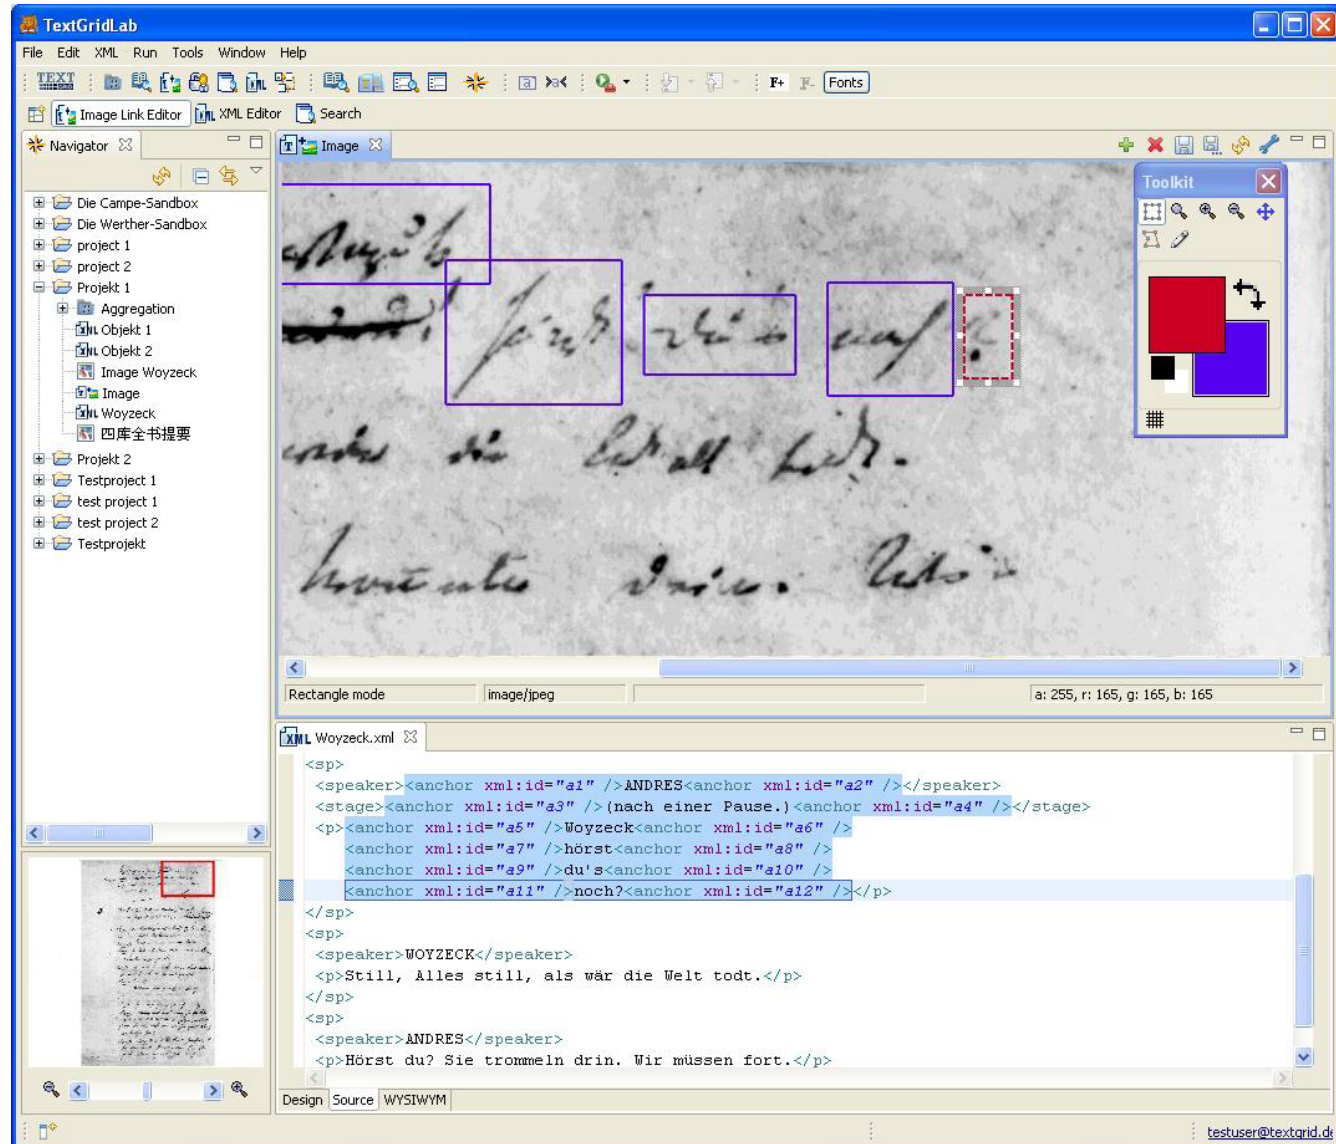 TextGridLab
File Edit XML Run Tools Window Help
TEXT F+ F- Fonts
Image Link Editor XML Editor Search
Navigator
Die Campe-Sandbox
Die Werther-Sandbox
project 1
project 2
Projekt 1
Aggregation
Objekt 1
Objekt 2
Image Woyzeck
Image
Woyzeck
四库全书提要
Projekt 2
Testproject 1
test project 1
test project 2
Testprojekt
Image
Toolkit
Rectangle mode image/jpeg a: 255, r: 165, g: 165, b: 165
Woyzeck.xml
<sp>
<speaker><anchor xml:id="a1" />ANDRES<anchor xml:id="a2" /></speaker>
<stage><anchor xml:id="a3" />(nach einer Pause.)<anchor xml:id="a4" /></stage>
<p><anchor xml:id="a5" />Woyzeck<anchor xml:id="a6" />
<anchor xml:id="a7" />hörst<anchor xml:id="a8" />
<anchor xml:id="a9" />du's<anchor xml:id="a10" />
<anchor xml:id="a11" />noch?<anchor xml:id="a12" /></p>
</sp>
<sp>
<speaker>WOYZECK</speaker>
<p>Still, Alles still, als wär die Welt todt.</p>
</sp>
<sp>
<speaker>ANDRES</speaker>
<p>Hörst du? Sie trommeln drin. Wir müssen fort.</p>
Design Source WYSIWYM
testuser@textgrid.de